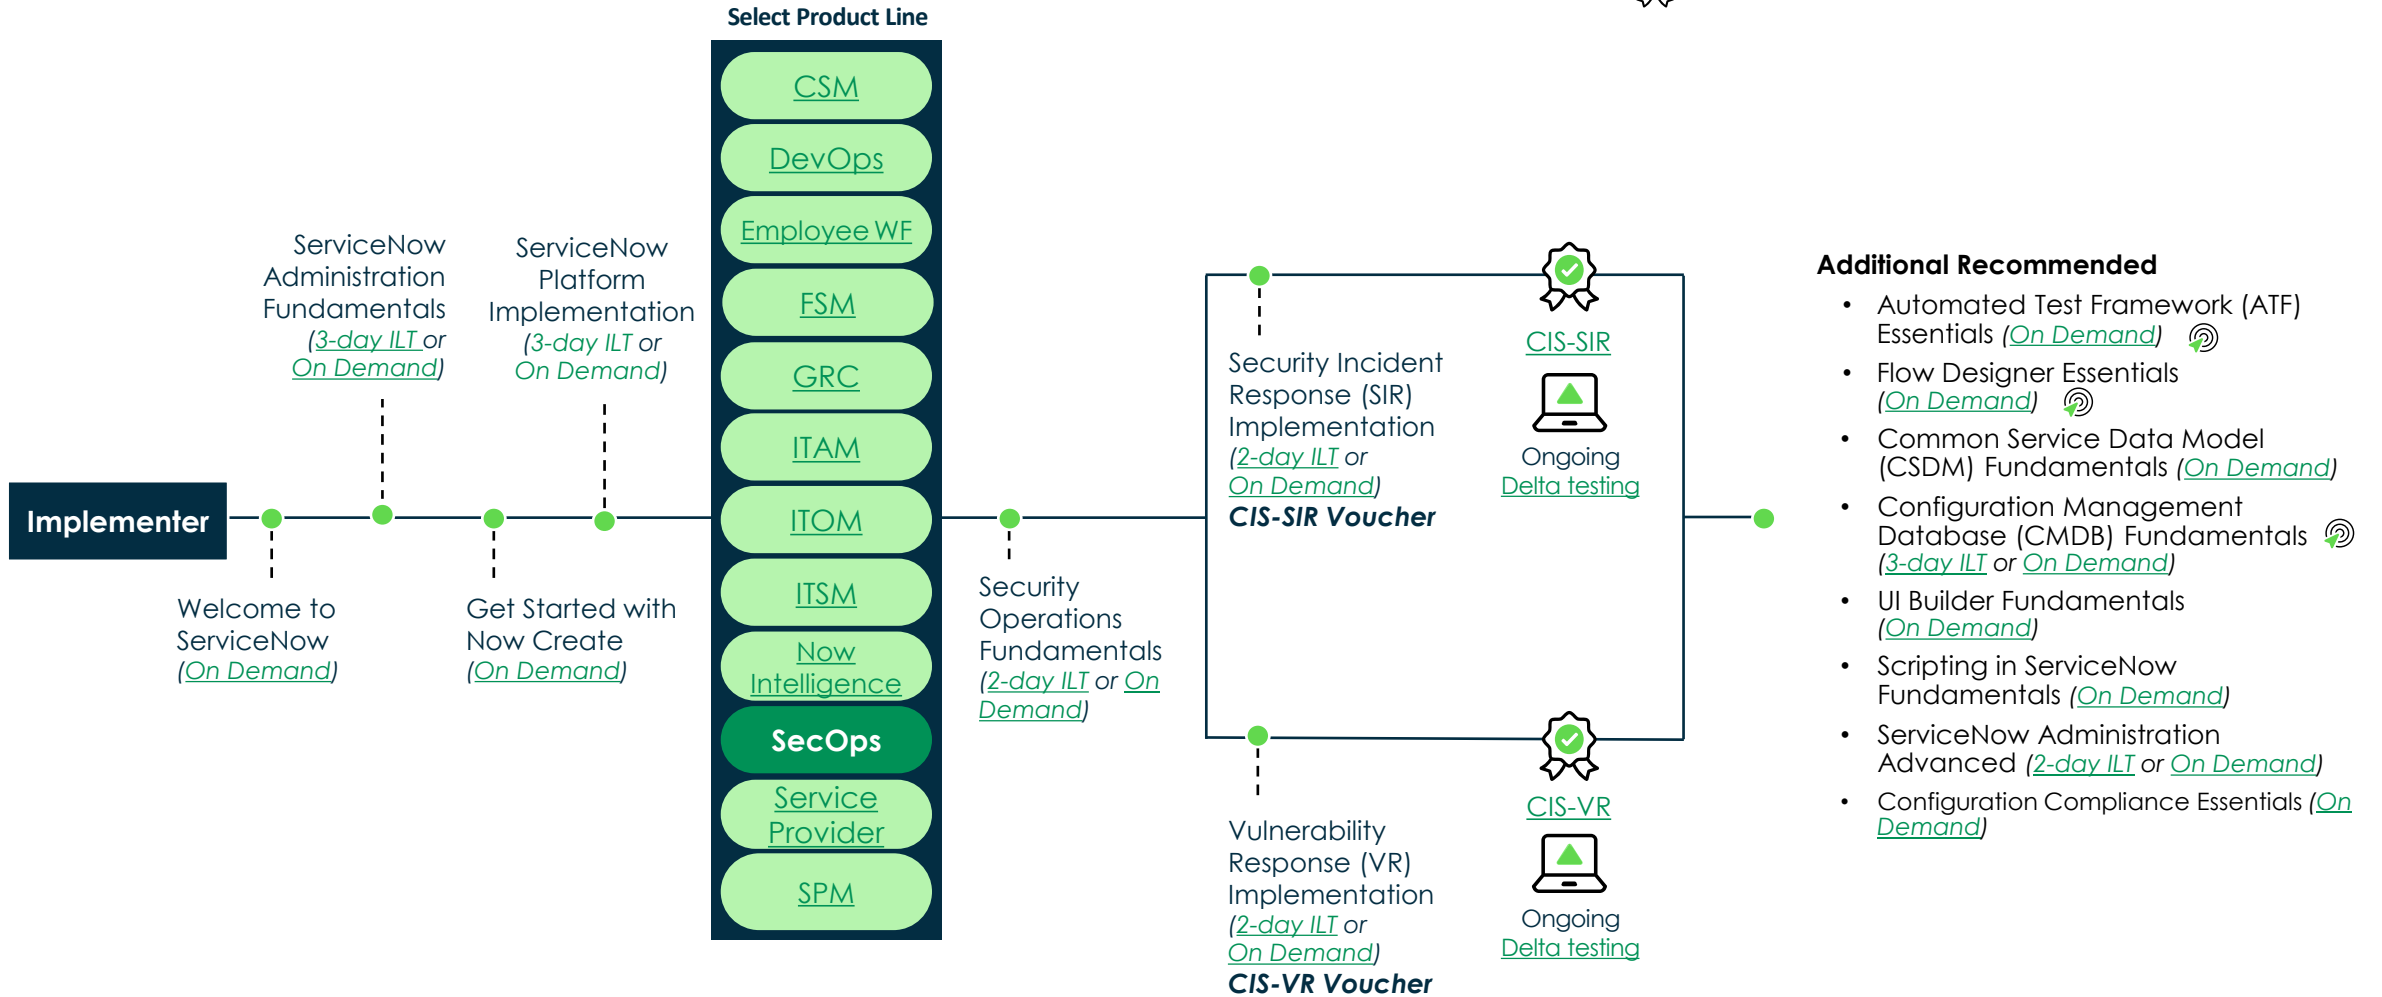 Select Product Line
CSM
DevOps
Employee WF
FSM
GRC
ITAM
ITOM
ITSM
Now
Intelligence
SecOps
Service
Provider
SPM
Implementer
Welcome to
ServiceNow
(On Demand)
ServiceNow
Administration
Fundamentals
(3-day ILT or
On Demand)
Get Started with
Now Create
(On Demand)
ServiceNow
Platform
Implementation
(3-day ILT or
On Demand)
Security
Operations
Fundamentals
(2-day ILT or On
Demand)
Security Incident
Response (SIR)
Implementation
(2-day ILT or
On Demand)
CIS-SIR Voucher
CIS-SIR
Ongoing
Delta testing
Vulnerability
Response (VR)
Implementation
(2-day ILT or
On Demand)
CIS-VR Voucher
CIS-VR
Ongoing
Delta testing
Additional Recommended
• Automated Test Framework (ATF)
Essentials (On Demand)
• Flow Designer Essentials
(On Demand)
• Common Service Data Model
(CSDM) Fundamentals (On Demand)
• Configuration Management
Database (CMDB) Fundamentals
(3-day ILT or On Demand)
• UI Builder Fundamentals
(On Demand)
• Scripting in ServiceNow
Fundamentals (On Demand)
• ServiceNow Administration
Advanced (2-day ILT or On Demand)
• Configuration Compliance Essentials (On
Demand)